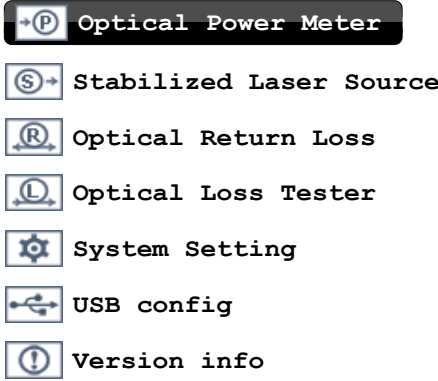 P Optical Power Meter
S Stabilized Laser Source
R Optical Return Loss
L Optical Loss Tester
System Setting
USB config
! Version info